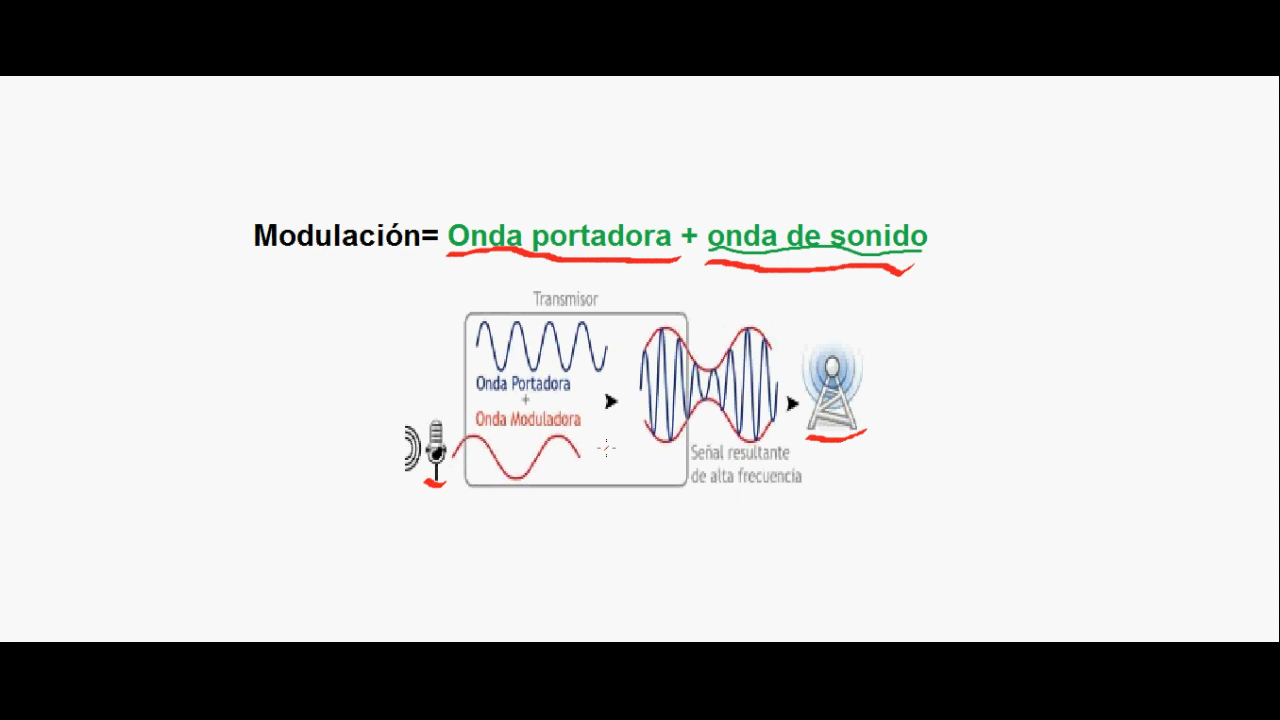 Modulación= Onda portadora + onda de sonido
Transmisor
Onda Portadora
+
Onda Moduladora
Señal resultante
de alta frecuencia